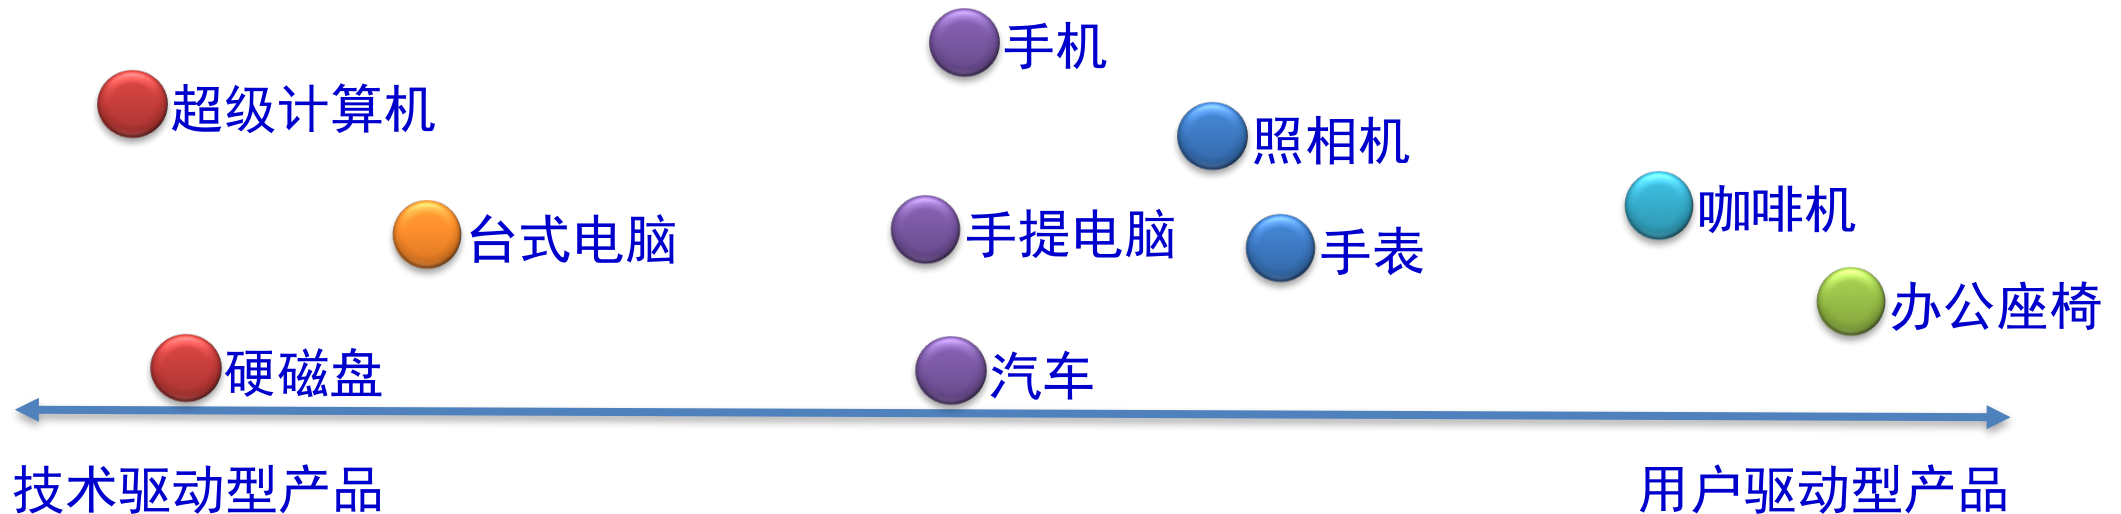 手机
超级计算机
照相机
咖啡机
台式电脑
手提电脑
手表
办公座椅
硬磁盘
汽车
技术驱动型产品
用户驱动型产品